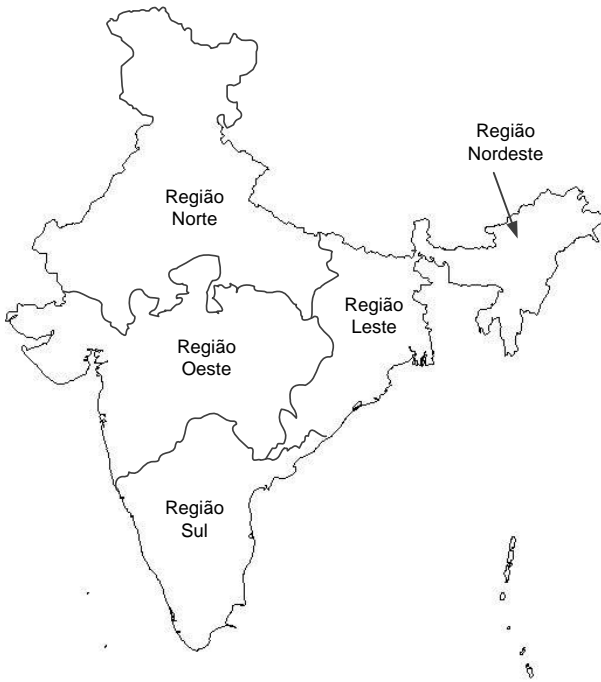 Região
Nordeste
Região
Norte
Região
Leste
Região
Oeste
Região
Sul